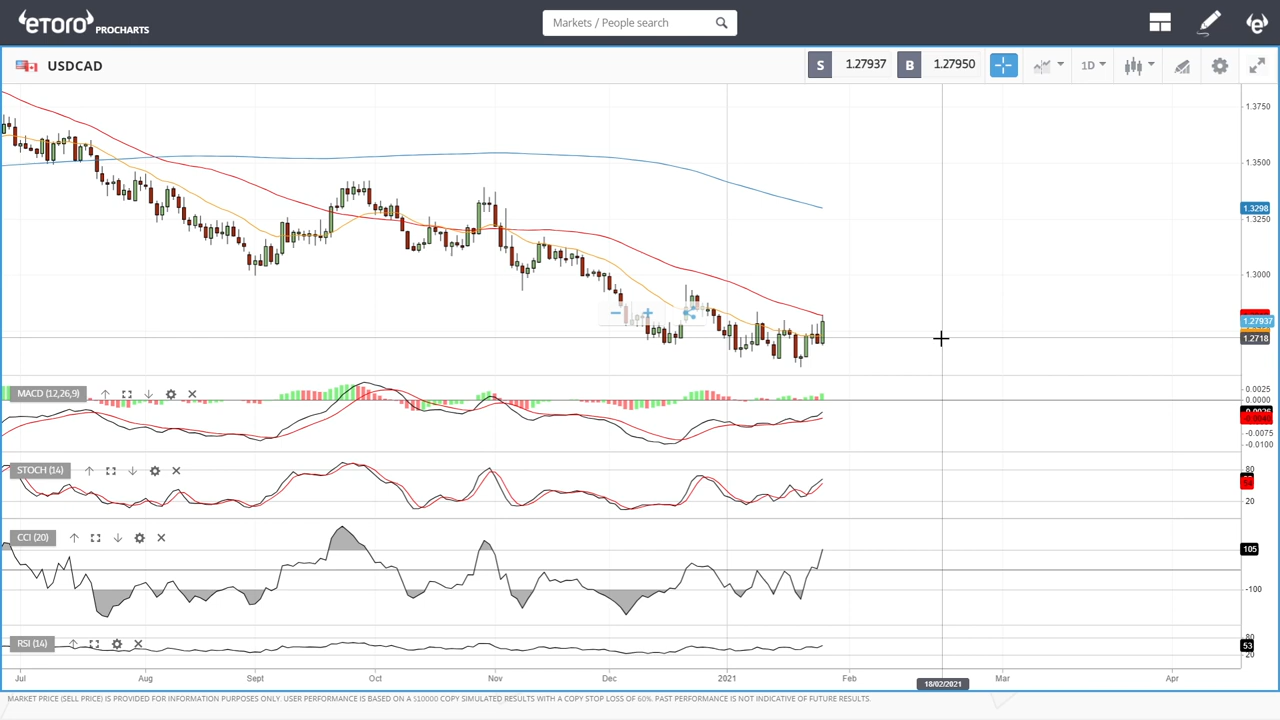 eToro PROCHARTS
Markets / People search
USDCAD
S 1.27937 B 1.27950
1D
1.3750
1.3500
1.3298
1.3250
1.3000
1.27937
1.2718
MACD (12,26,9)
0.0025
0.0000
-0.0075
-0.0100
STOCH (14)
80
20
CCI (20)
105
-100
RSI (14)
80
53
20
Jul Aug Sept Oct Nov Dec 2021 Feb Mar Apr
18/02/2021
MARKET PRICE (SELL PRICE) IS PROVIDED FOR INFORMATION PURPOSES ONLY. USER PERFORMANCE IS BASED ON A $10000 COPY SIMULATED RESULTS WITH A COPY STOP LOSS OF 60%. PAST PERFORMANCE IS NOT INDICATIVE OF FUTURE RESULTS.